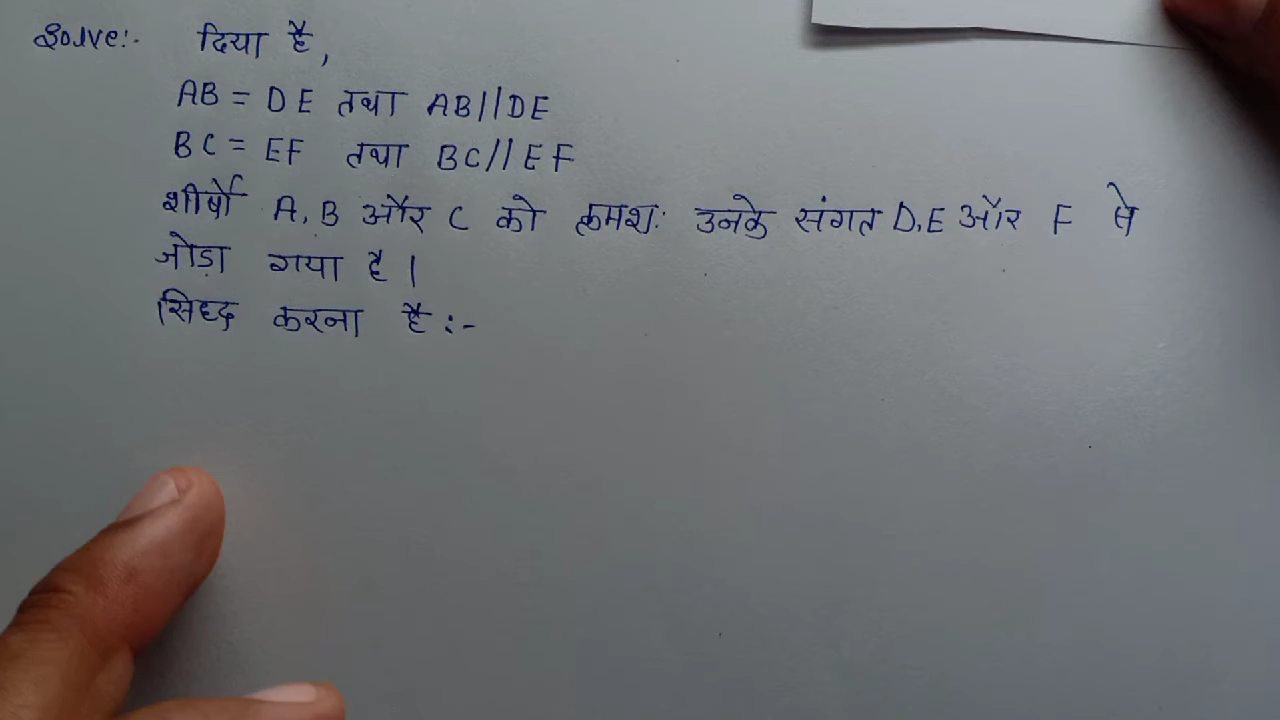 Solve:- दिया है,
AB = DE तथा AB//DE
BC = EF तथा BC//EF
शीर्षो A, B और C को क्रमश: उनके संगत D, E और F से
जोड़ा गया है।
सिध्द करना है :-